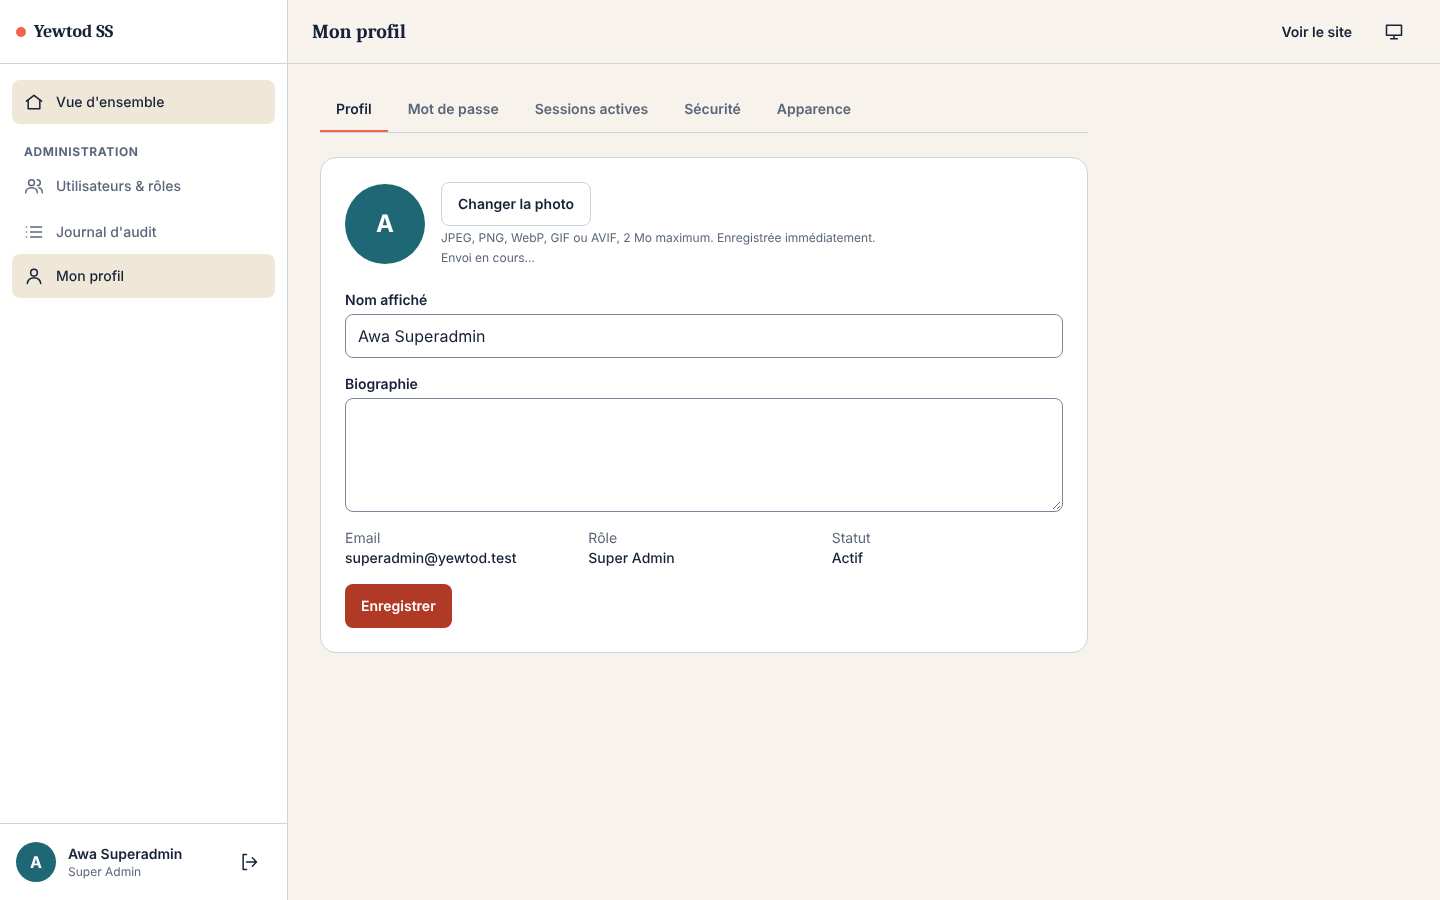 Yewtod SS
Mon profil
Voir le site
Vue d'ensemble
ADMINISTRATION
Utilisateurs & rôles
Journal d'audit
Mon profil
Profil
Mot de passe
Sessions actives
Sécurité
Apparence
A
Changer la photo
JPEG, PNG, WebP, GIF ou AVIF, 2 Mo maximum. Enregistrée immédiatement.
Envoi en cours...
Nom affiché
Awa Superadmin
Biographie
Email
superadmin@yewtod.test
Rôle
Super Admin
Statut
Actif
Enregistrer
A
Awa Superadmin
Super Admin